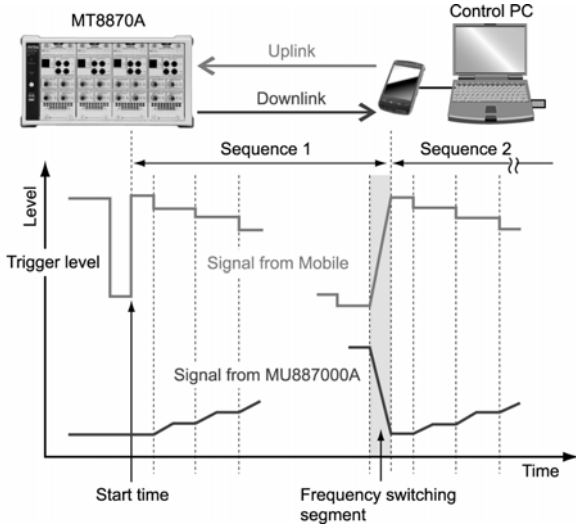 MT8870A
Control PC
Uplink
Downlink
Sequence 1
Sequence 2
Level
Trigger level
Signal from Mobile
Signal from MU887000A
Time
Start time
Frequency switching
segment